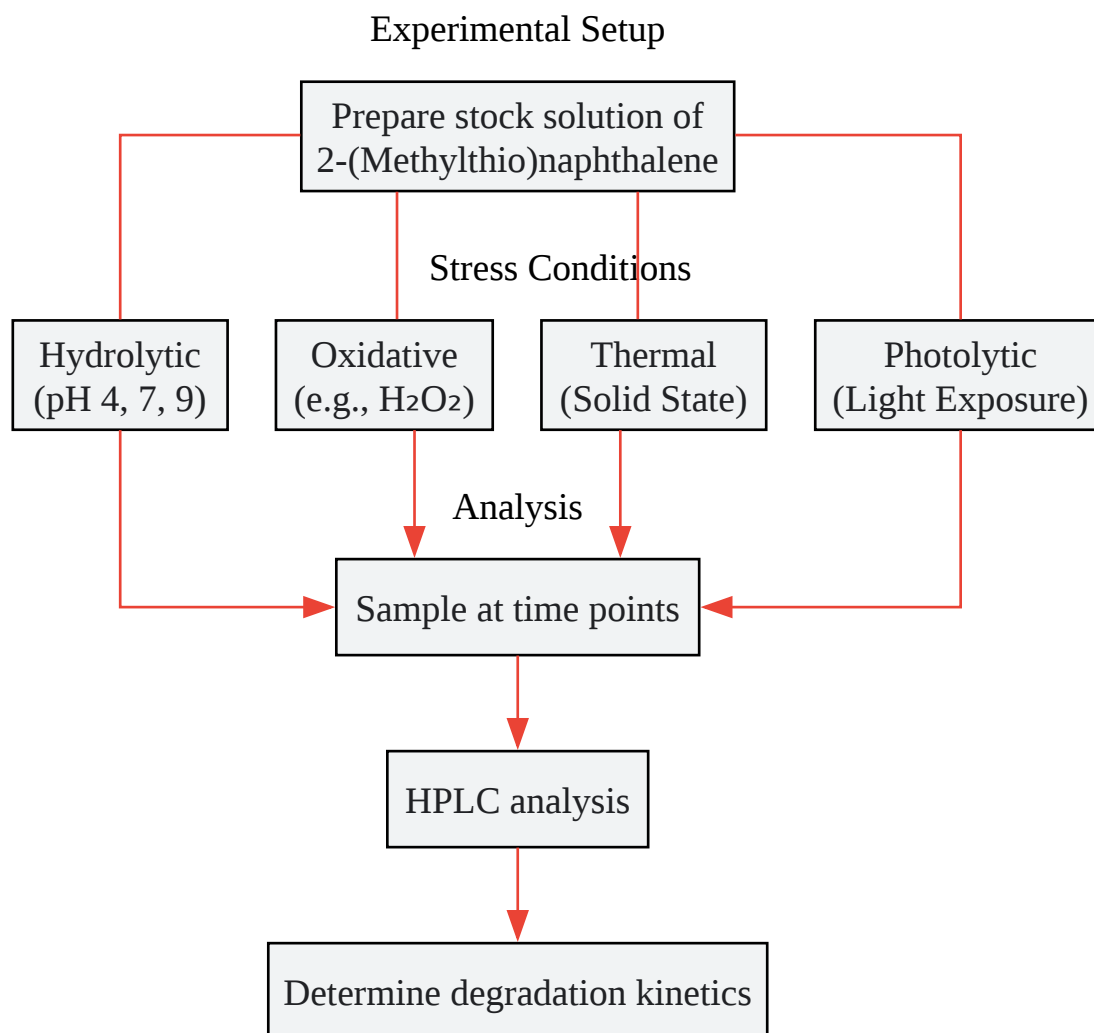 Experimental Setup
Prepare stock solution of
2-(Methylthio)naphthalene
Stress Conditions
Hydrolytic
(pH 4, 7, 9)
Oxidative
(e.g., H₂O₂)
Thermal
(Solid State)
Photolytic
(Light Exposure)
Analysis
Sample at time points
HPLC analysis
Determine degradation kinetics